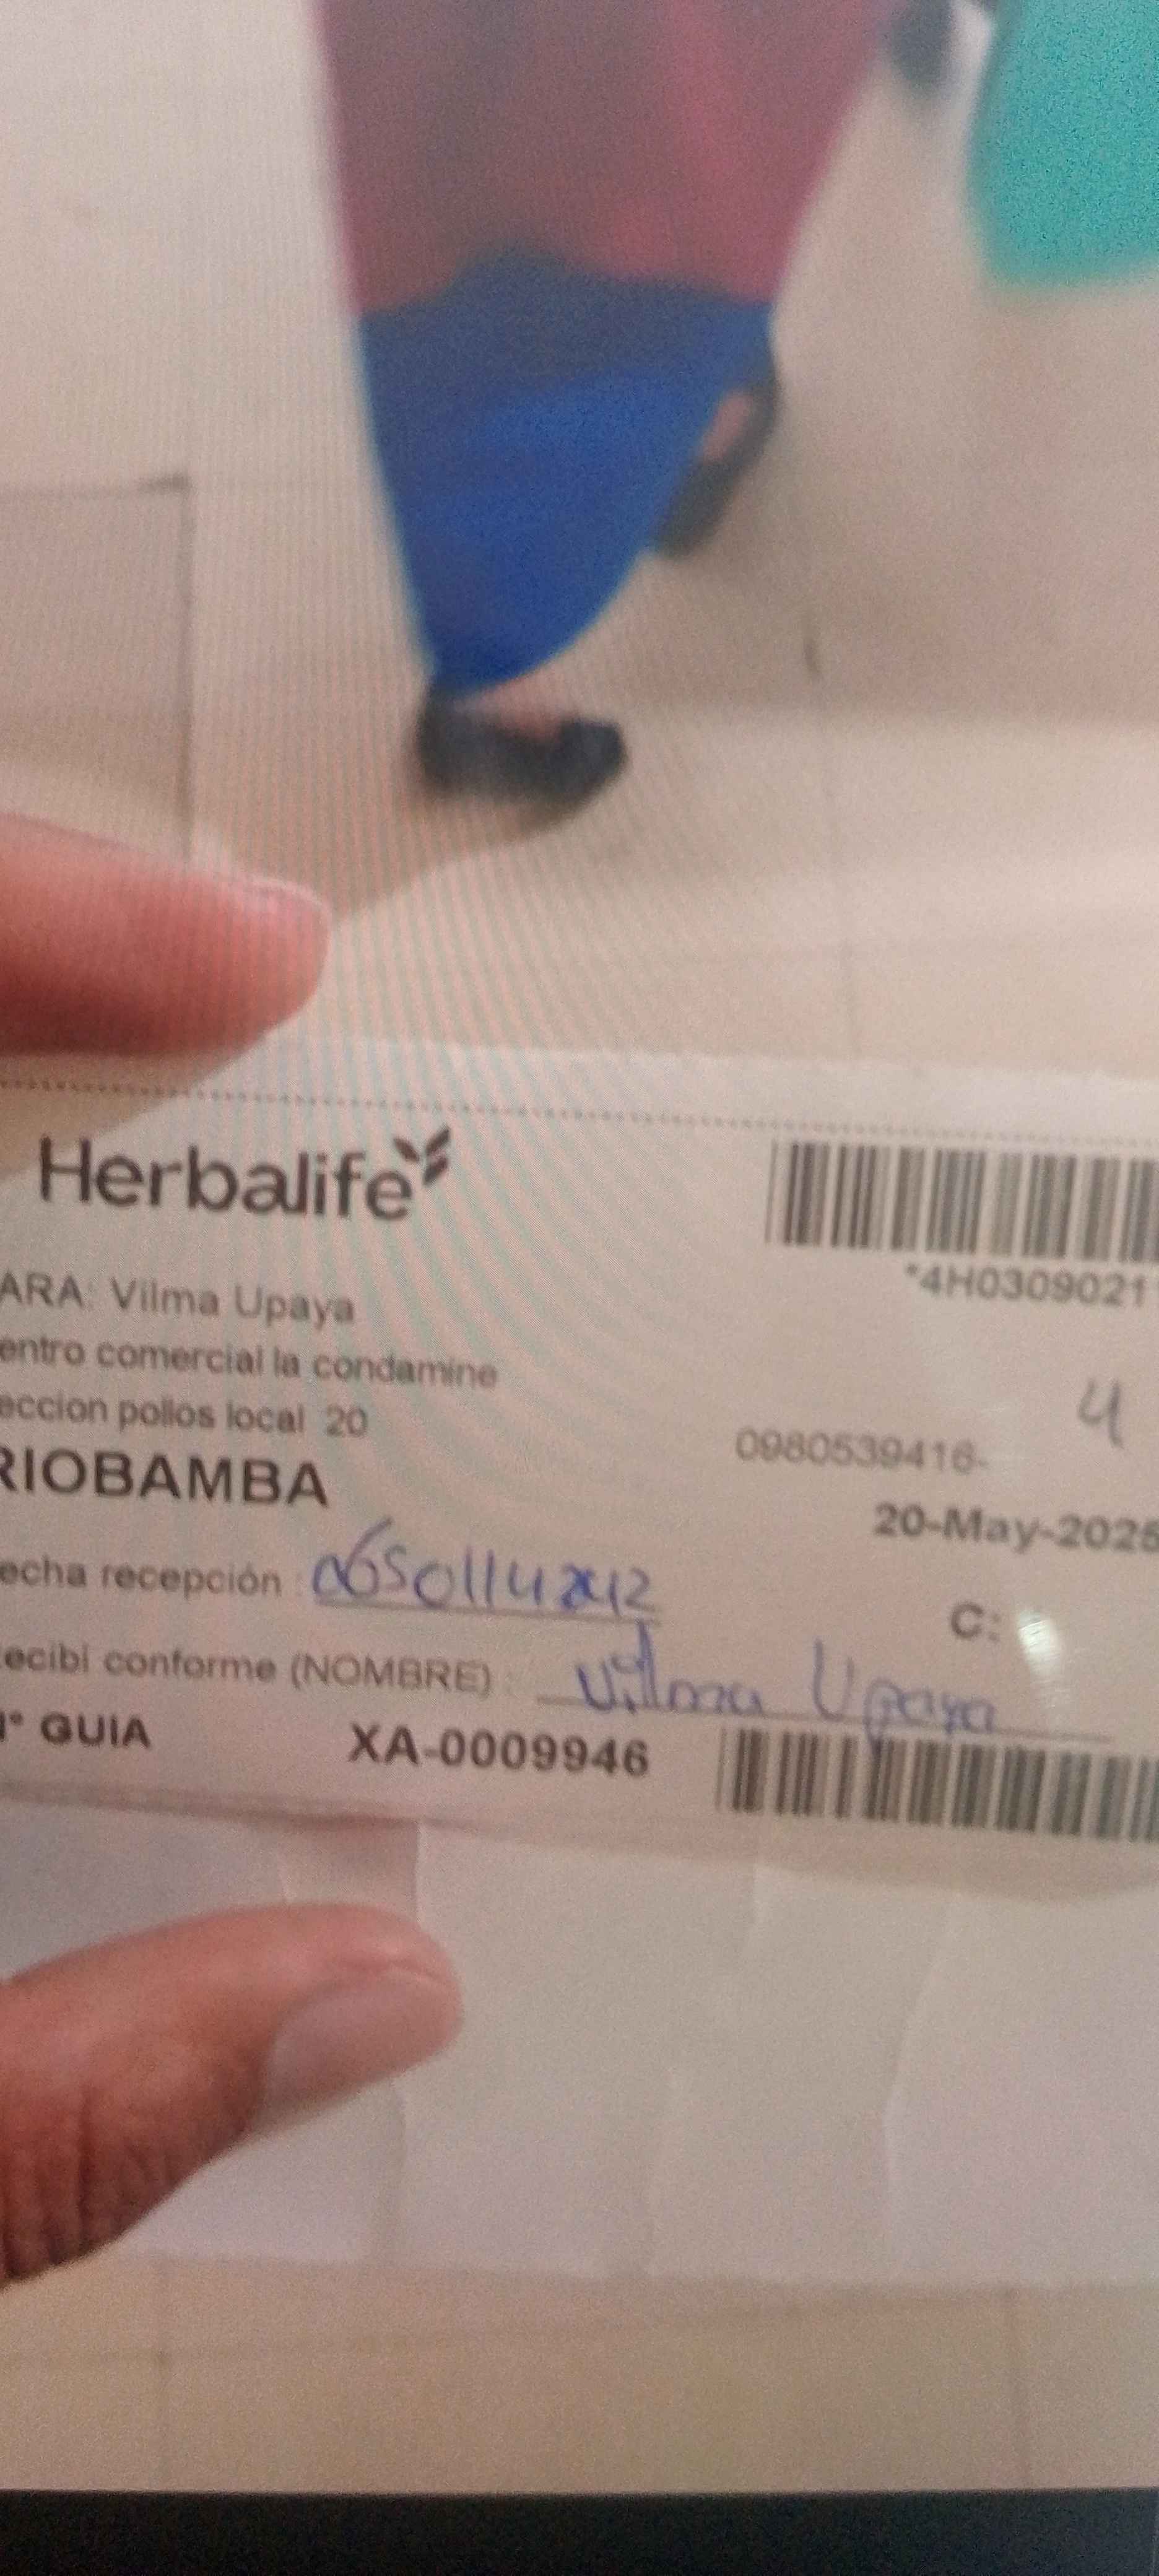 Herbalife
*4H0309021
ARA: Vilma Upaya
entro comercial la condamine
eccion pollos local 20
4
0980539416-
RIOBAMBA
20-May-2025
echa recepción :
C:
ecibi conforme (NOMBRE) : Vilma Upaya
N° GUIA XA-0009946